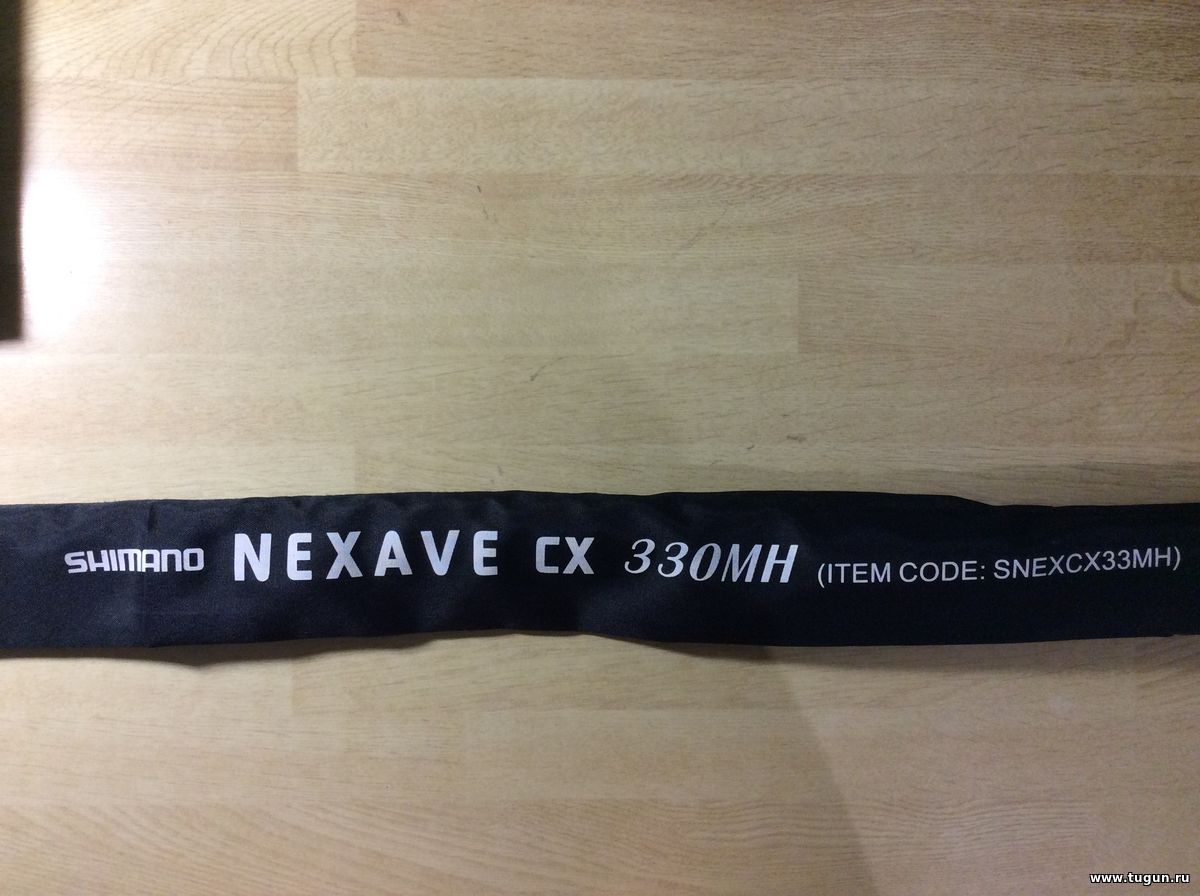 SHIMANO NEXAVE CX 330MH (ITEM CODE: SNEXCX33MH)
www.tugun.ru